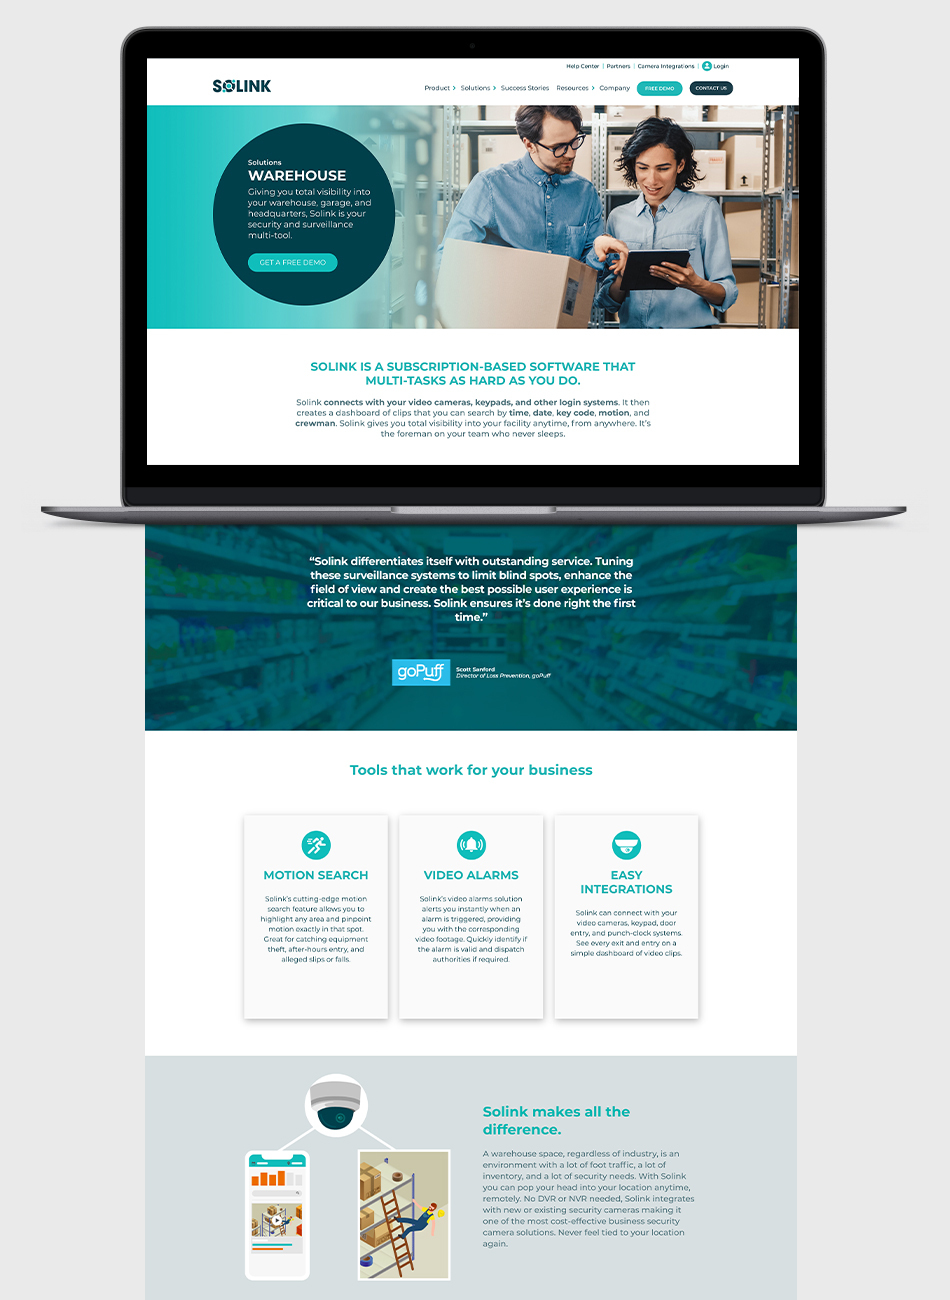 Help Center | Partners | Camera Integrations | Login
SOLINK
Product > Solutions > Success Stories Resources > Company FREE DEMO CONTACT US
Solutions
WAREHOUSE
Giving you total visibility into
your warehouse, garage, and
headquarters, Solink is your
security and surveillance
multi-tool.
GET A FREE DEMO
SOLINK IS A SUBSCRIPTION-BASED SOFTWARE THAT
MULTI-TASKS AS HARD AS YOU DO.
Solink connects with your video cameras, keypads, and other login systems. It then
creates a dashboard of clips that you can search by time, date, key code, motion, and
crewman. Solink gives you total visibility into your facility anytime, from anywhere. It's
the foreman on your team who never sleeps.
“Solink differentiates itself with outstanding service. Tuning
these surveillance systems to limit blind spots, enhance the
field of view and create the best possible user experience is
critical to our business. Solink ensures it’s done right the first
time.”
goPuff
Scott Sanford
Director of Loss Prevention, goPuff
Tools that work for your business
MOTION SEARCH
Solink’s cutting-edge motion
search feature allows you to
highlight any area and pinpoint
motion exactly in that spot.
Great for catching equipment
theft, after-hours entry, and
alleged slips or falls.
VIDEO ALARMS
Solink’s video alarms solution
alerts you instantly when an
alarm is triggered, providing
you with the corresponding
video footage. Quickly identify if
the alarm is valid and dispatch
authorities if required.
EASY
INTEGRATIONS
Solink can connect with your
video cameras, keypad, door
entry, and punch-clock systems.
See every exit and entry on a
simple dashboard of video clips.
Solink makes all the
difference.
A warehouse space, regardless of industry, is an
environment with a lot of foot traffic, a lot of
inventory, and a lot of security needs. With Solink
you can pop your head into your location anytime,
remotely. No DVR or NVR needed, Solink integrates
with new or existing security cameras making it
one of the most cost-effective business security
camera solutions. Never feel tied to your location
again.